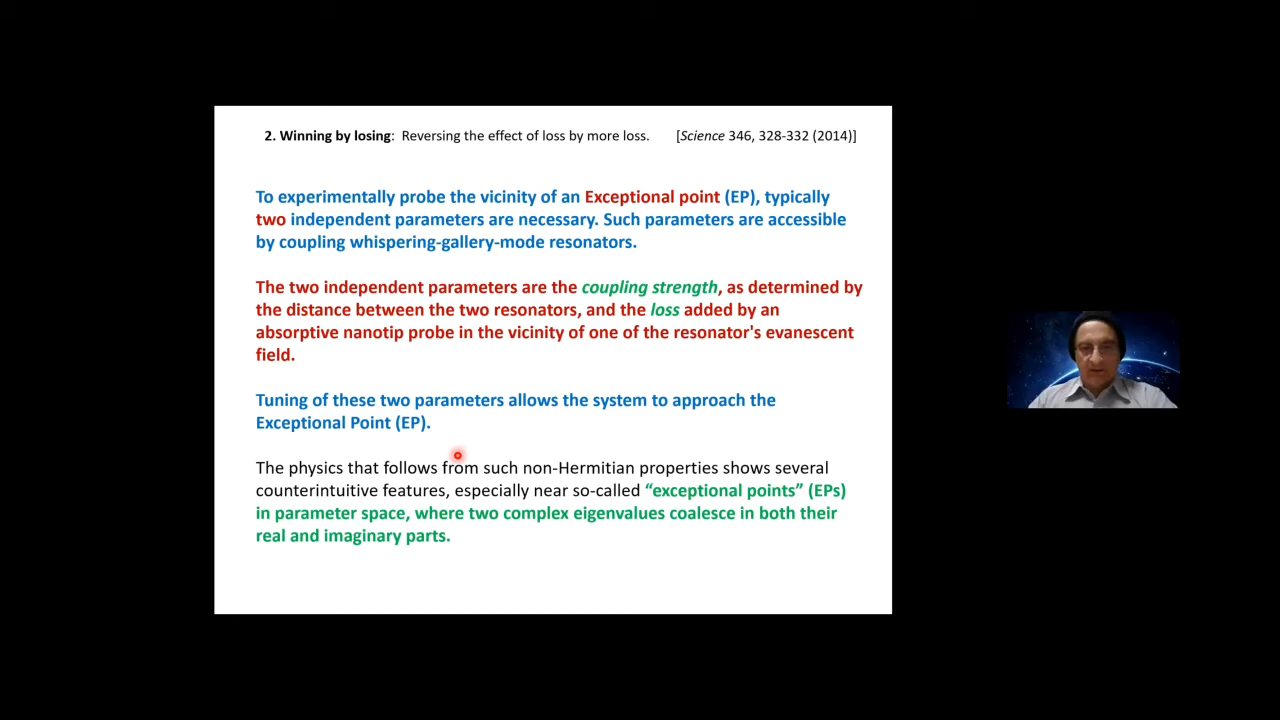 2. Winning by losing: Reversing the effect of loss by more loss. [Science 346, 328-332 (2014)]
To experimentally probe the vicinity of an Exceptional point (EP), typically
two independent parameters are necessary. Such parameters are accessible
by coupling whispering-gallery-mode resonators.
The two independent parameters are the coupling strength, as determined by
the distance between the two resonators, and the loss added by an
absorptive nanotip probe in the vicinity of one of the resonator's evanescent
field.
Tuning of these two parameters allows the system to approach the
Exceptional Point (EP).
The physics that follows from such non-Hermitian properties shows several
counterintuitive features, especially near so-called “exceptional points” (EPs)
in parameter space, where two complex eigenvalues coalesce in both their
real and imaginary parts.